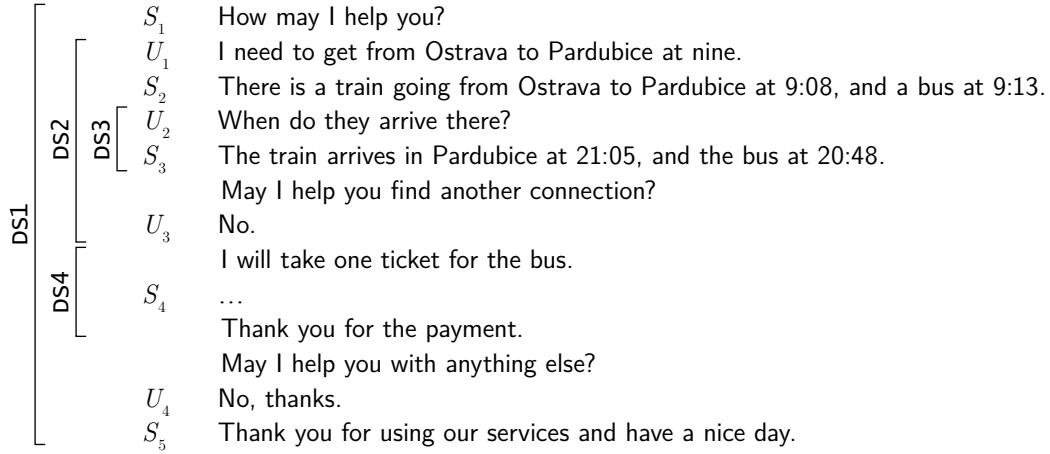 S1 How may I help you?
U1 I need to get from Ostrava to Pardubice at nine.
S2 There is a train going from Ostrava to Pardubice at 9:08, and a bus at 9:13.
U2 When do they arrive there?
S3 The train arrives in Pardubice at 21:05, and the bus at 20:48.
May I help you find another connection?
U3 No.
I will take one ticket for the bus.
S4 ...
Thank you for the payment.
May I help you with anything else?
U4 No, thanks.
S5 Thank you for using our services and have a nice day.
DS1
DS2
DS3
DS4